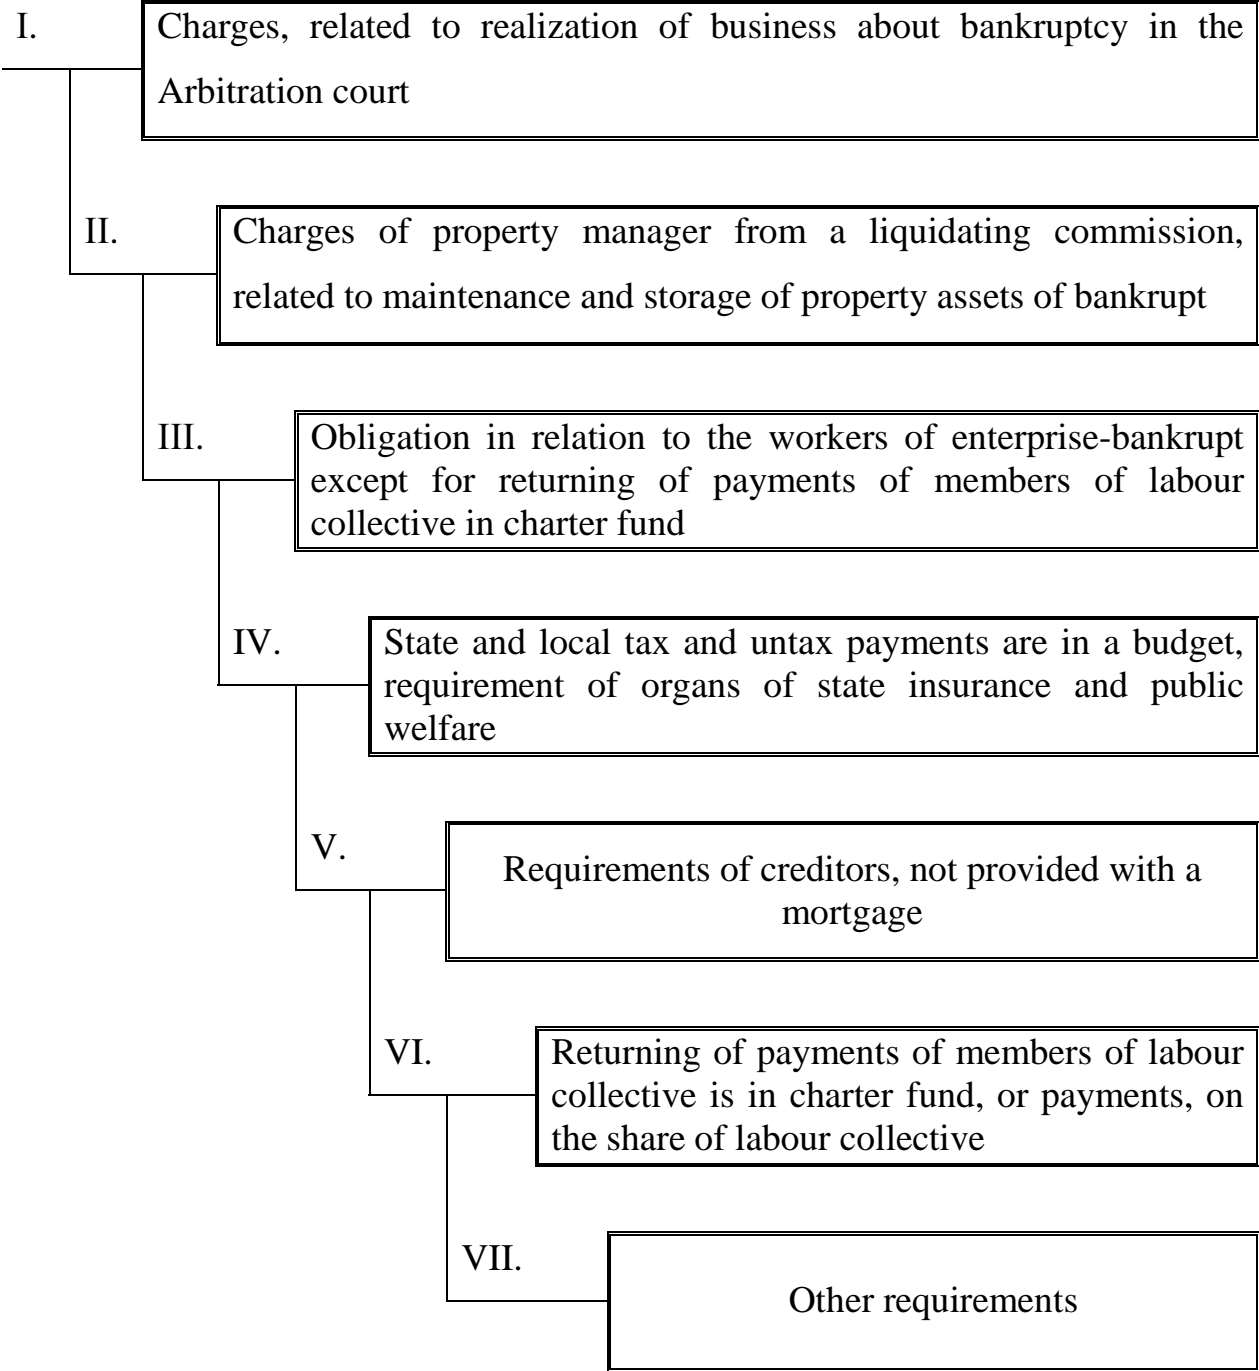 I.
Charges, related to realization of business about bankruptcy in the
Arbitration court
II.
Charges of property manager from a liquidating commission,
related to maintenance and storage of property assets of bankrupt
III.
Obligation in relation to the workers of enterprise-bankrupt
except for returning of payments of members of labour
collective in charter fund
IV.
State and local tax and untax payments are in a budget,
requirement of organs of state insurance and public
welfare
V.
Requirements of creditors, not provided with a
mortgage
VI.
Returning of payments of members of labour
collective is in charter fund, or payments, on
the share of labour collective
VII.
Other requirements